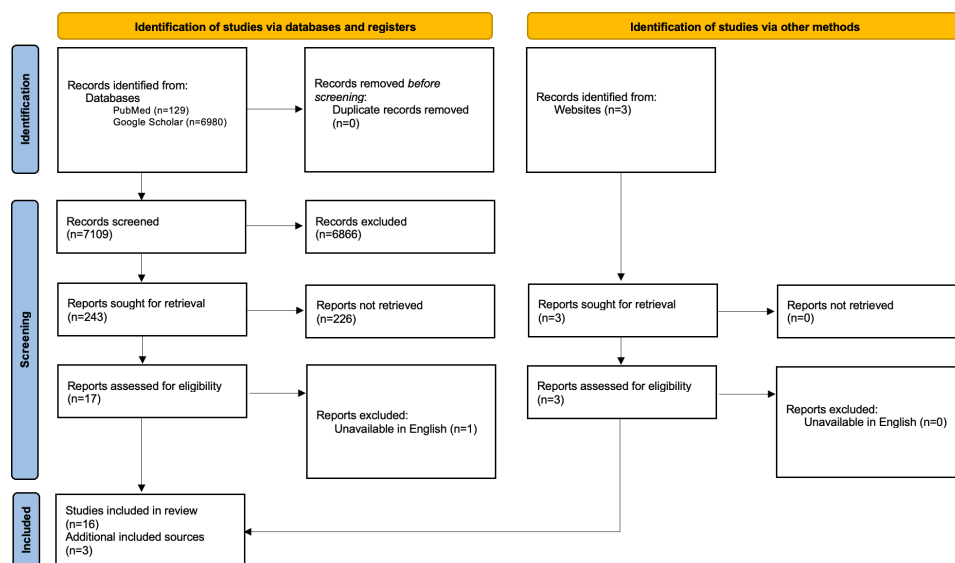 Identification of studies via databases and registers
Identification of studies via other methods
Identification
Records identified from:
Databases
PubMed (n=129)
Google Scholar (n=6980)
Records removed before
screening:
Duplicate records removed
(n=0)
Records identified from:
Websites (n=3)
Screening
Records screened
(n=7109)
Records excluded
(n=6866)
Reports sought for retrieval
(n=243)
Reports not retrieved
(n=226)
Reports sought for retrieval
(n=3)
Reports not retrieved
(n=0)
Reports assessed for eligibility
(n=17)
Reports excluded:
Unavailable in English (n=1)
Reports assessed for eligibility
(n=3)
Reports excluded:
Unavailable in English (n=0)
Included
Studies included in review
(n=16)
Additional included sources
(n=3)